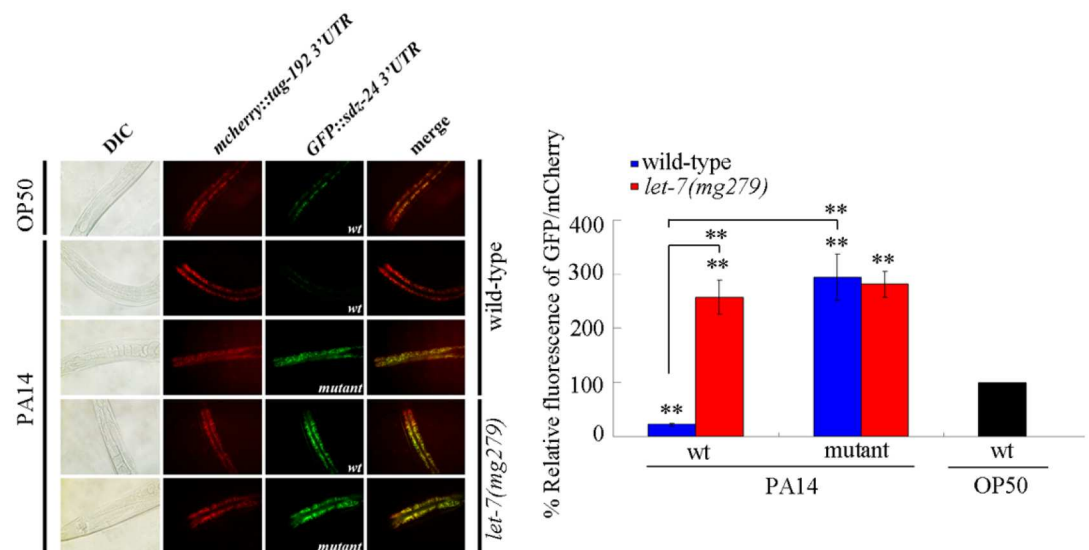 DIC
mcherry::tag-192 3'UTR
GFP::sdz-24 3'UTR
merge
OP50
PA14
wt
wt
mutant
wt
mutant
wild-type
let-7(mg279)
% Relative fluorescence of GFP/mCherry
wild-type
let-7(mg279)
400
300
200
100
0
**
**
**
**
**
**
wt
mutant
wt
PA14
OP50